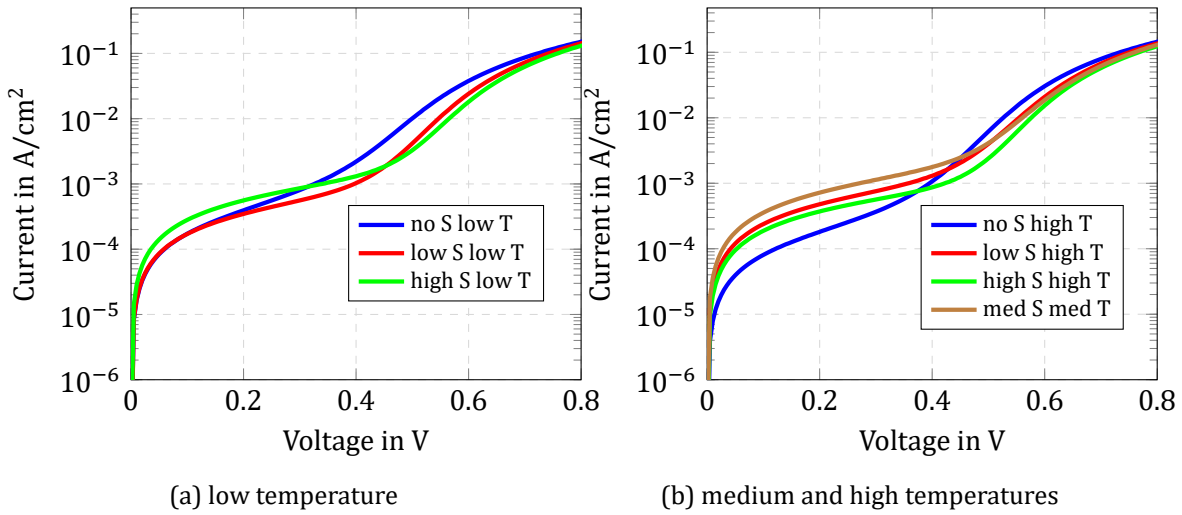 10⁻¹
10⁻²
10⁻³
10⁻⁴
10⁻⁵
10⁻⁶
Current in A/cm²
0 0.2 0.4 0.6 0.8
Voltage in V
no S low T
low S low T
high S low T
(a) low temperature
10⁻¹
10⁻²
10⁻³
10⁻⁴
10⁻⁵
10⁻⁶
Current in A/cm²
0 0.2 0.4 0.6 0.8
Voltage in V
no S high T
low S high T
high S high T
med S med T
(b) medium and high temperatures